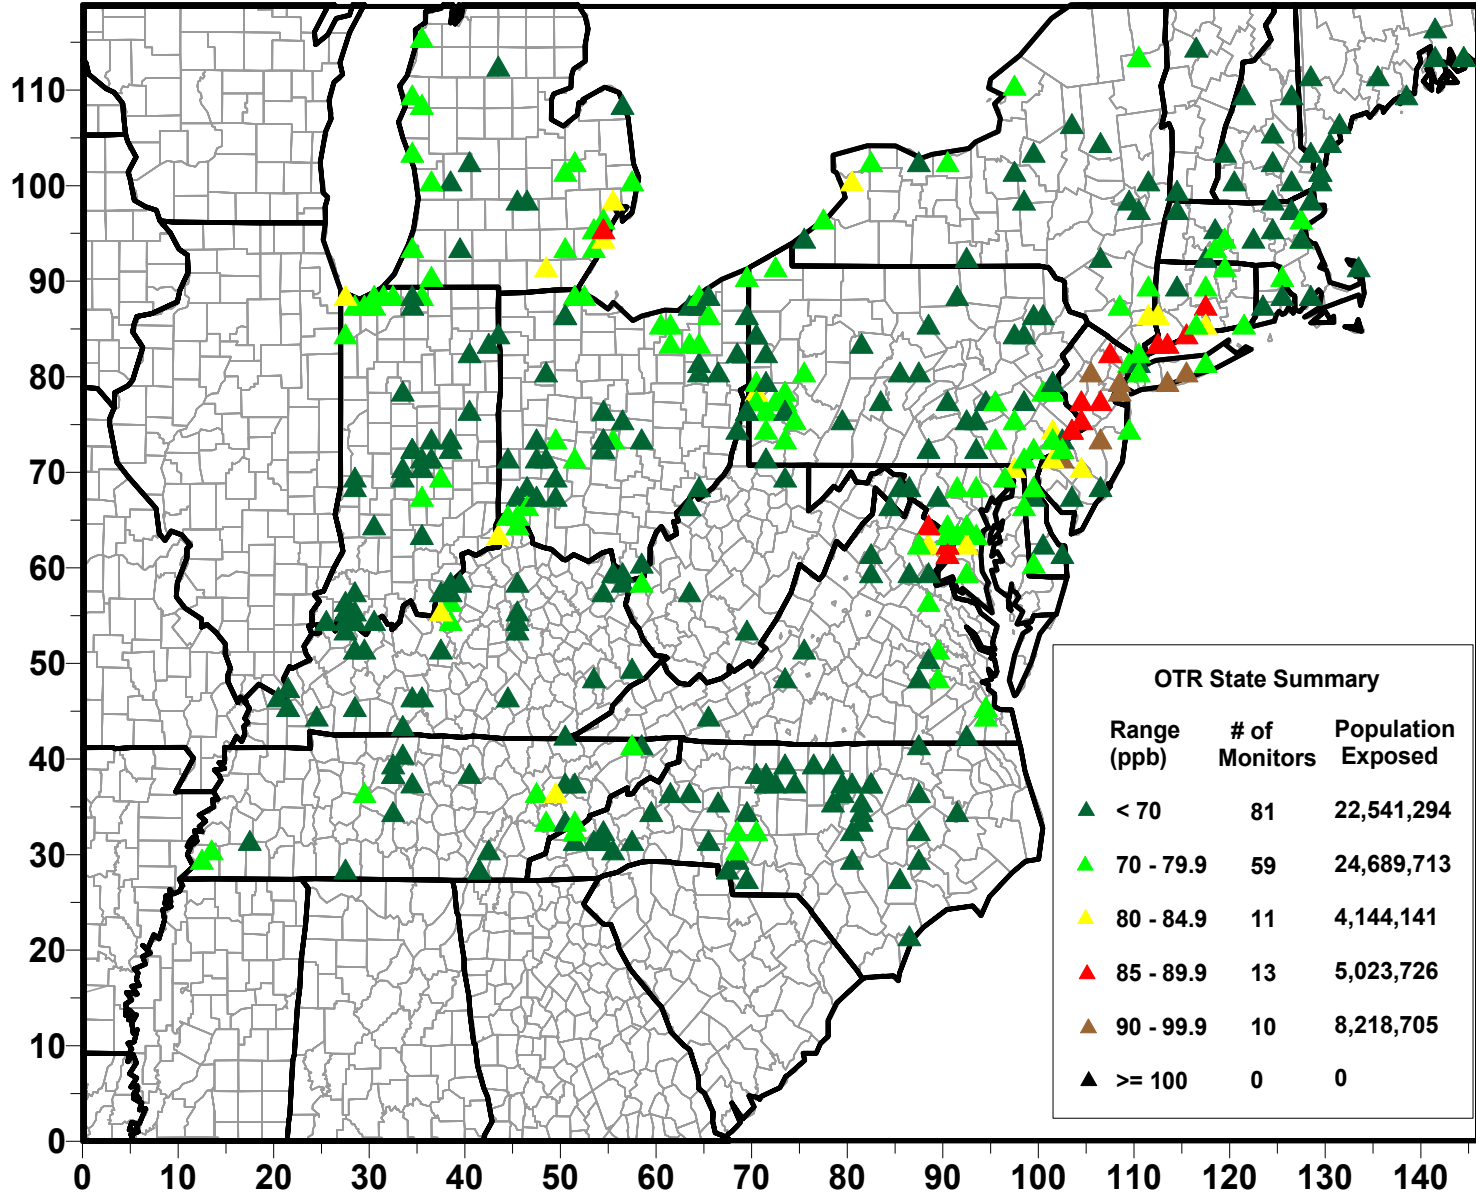 110
100
90
80
70
60
50
40
30
20
10
0
0 10 20 30 40 50 60 70 80 90 100 110 120 130 140
OTR State Summary
Range # of Population
(ppb) Monitors Exposed
< 70 81 22,541,294
70 - 79.9 59 24,689,713
80 - 84.9 11 4,144,141
85 - 89.9 13 5,023,726
90 - 99.9 10 8,218,705
>= 100 0 0